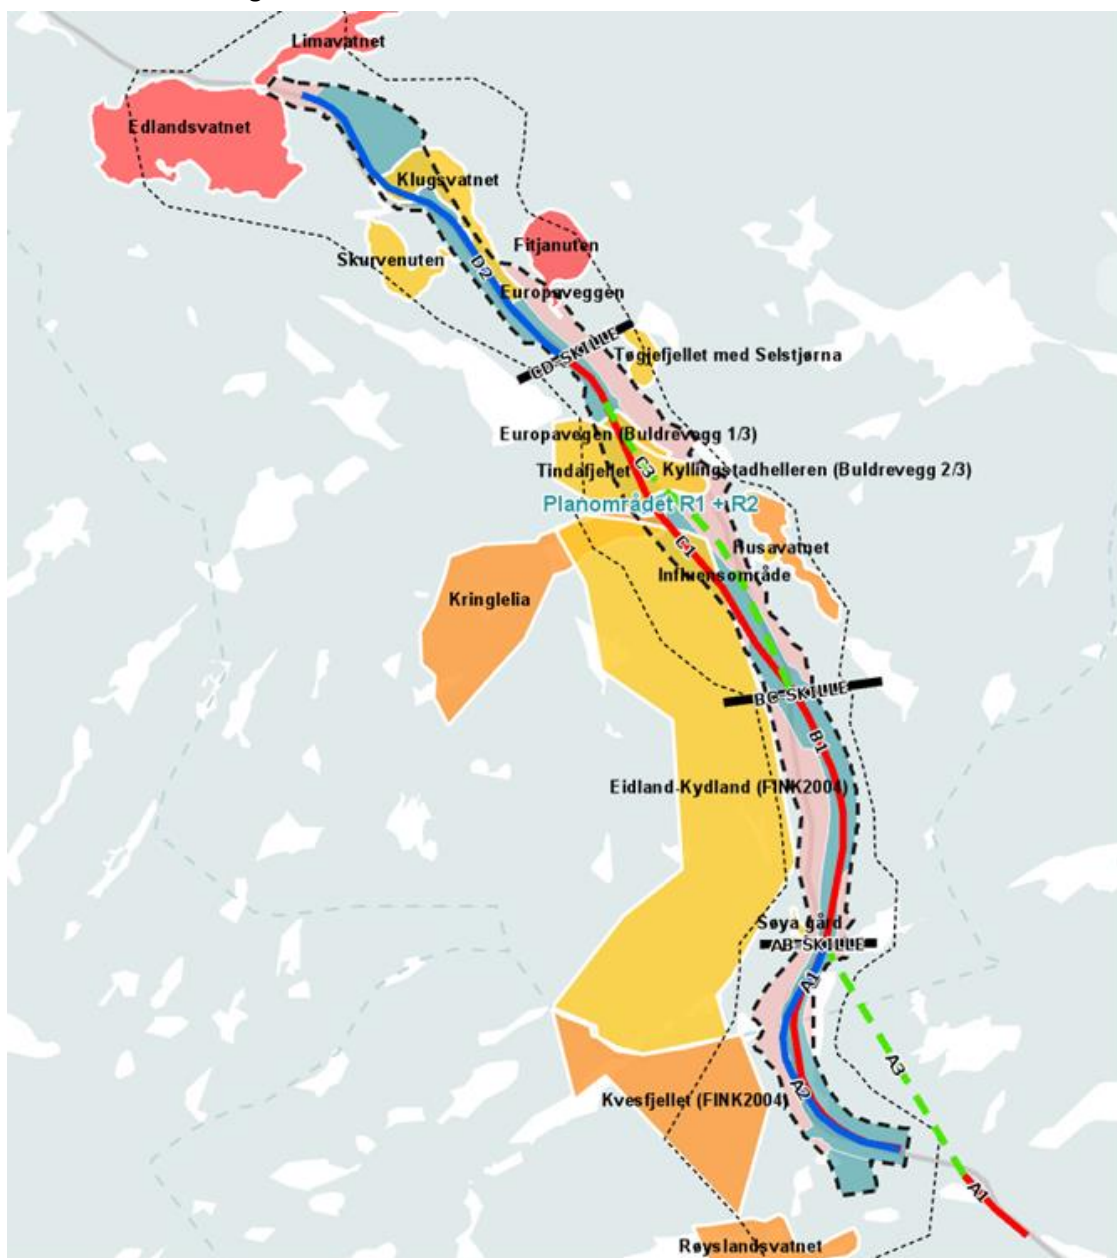 Limavatnet
Edlandsvatnet
Klugsvatnet
Skurvenuten
Fitjanuten
D2
Europaveggen
CD-SKILLE
Tøgjefjellet med Selstjørna
Europavegen (Buldrevegg 1/3)
Tindafjellet
C3
Kyllingstadhelleren (Buldrevegg 2/3)
Planområdet R1 + R2
C1
Husavatnet
Influensområde
Kringlelia
BC-SKILLE
B1
Eidland-Kydland (FINK2004)
Søya gård
AB-SKILLE
A1
A3
A2
Kvesfjellet (FINK2004)
A1
Røyslandsvatnet